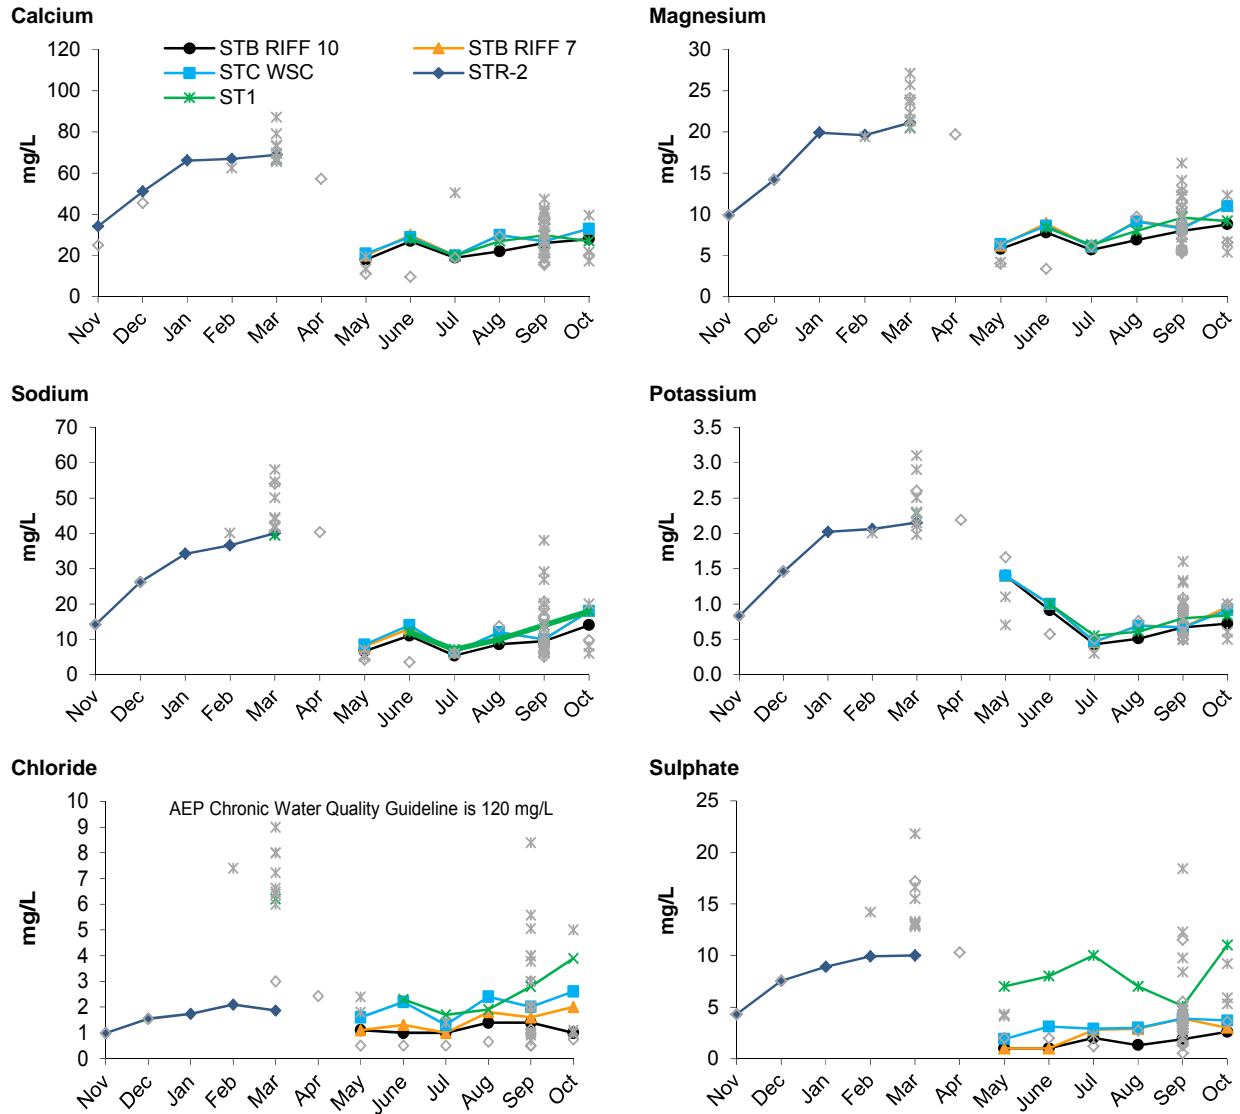 Calcium
120
100
80
60
40
20
0
mg/L
STB RIFF 10
STB RIFF 7
STC WSC
STR-2
ST1
Nov Dec Jan Feb Mar Apr May June Jul Aug Sep Oct
Magnesium
30
25
20
15
10
5
0
mg/L
Nov Dec Jan Feb Mar Apr May June Jul Aug Sep Oct
Sodium
70
60
50
40
30
20
10
0
mg/L
Nov Dec Jan Feb Mar Apr May June Jul Aug Sep Oct
Potassium
3.5
3.0
2.5
2.0
1.5
1.0
0.5
0.0
mg/L
Nov Dec Jan Feb Mar Apr May June Jul Aug Sep Oct
Chloride
10
9
8
7
6
5
4
3
2
1
0
mg/L
AEP Chronic Water Quality Guideline is 120 mg/L
Nov Dec Jan Feb Mar Apr May June Jul Aug Sep Oct
Sulphate
25
20
15
10
5
0
mg/L
Nov Dec Jan Feb Mar Apr May June Jul Aug Sep Oct